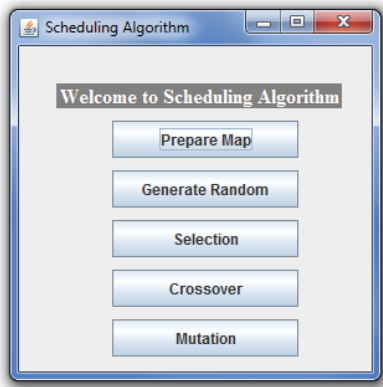 Scheduling Algorithm
Welcome to Scheduling Algorithm
Prepare Map
Generate Random
Selection
Crossover
Mutation